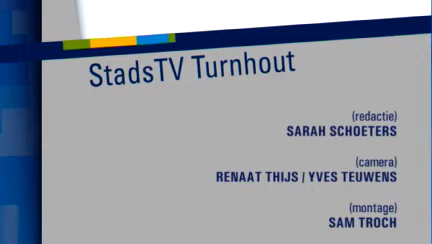 StadsTV Turnhout
(redactie)
SARAH SCHOETERS
(camera)
RENAAT THIJS / YVES TEUWENS
(montage)
SAM TROCH